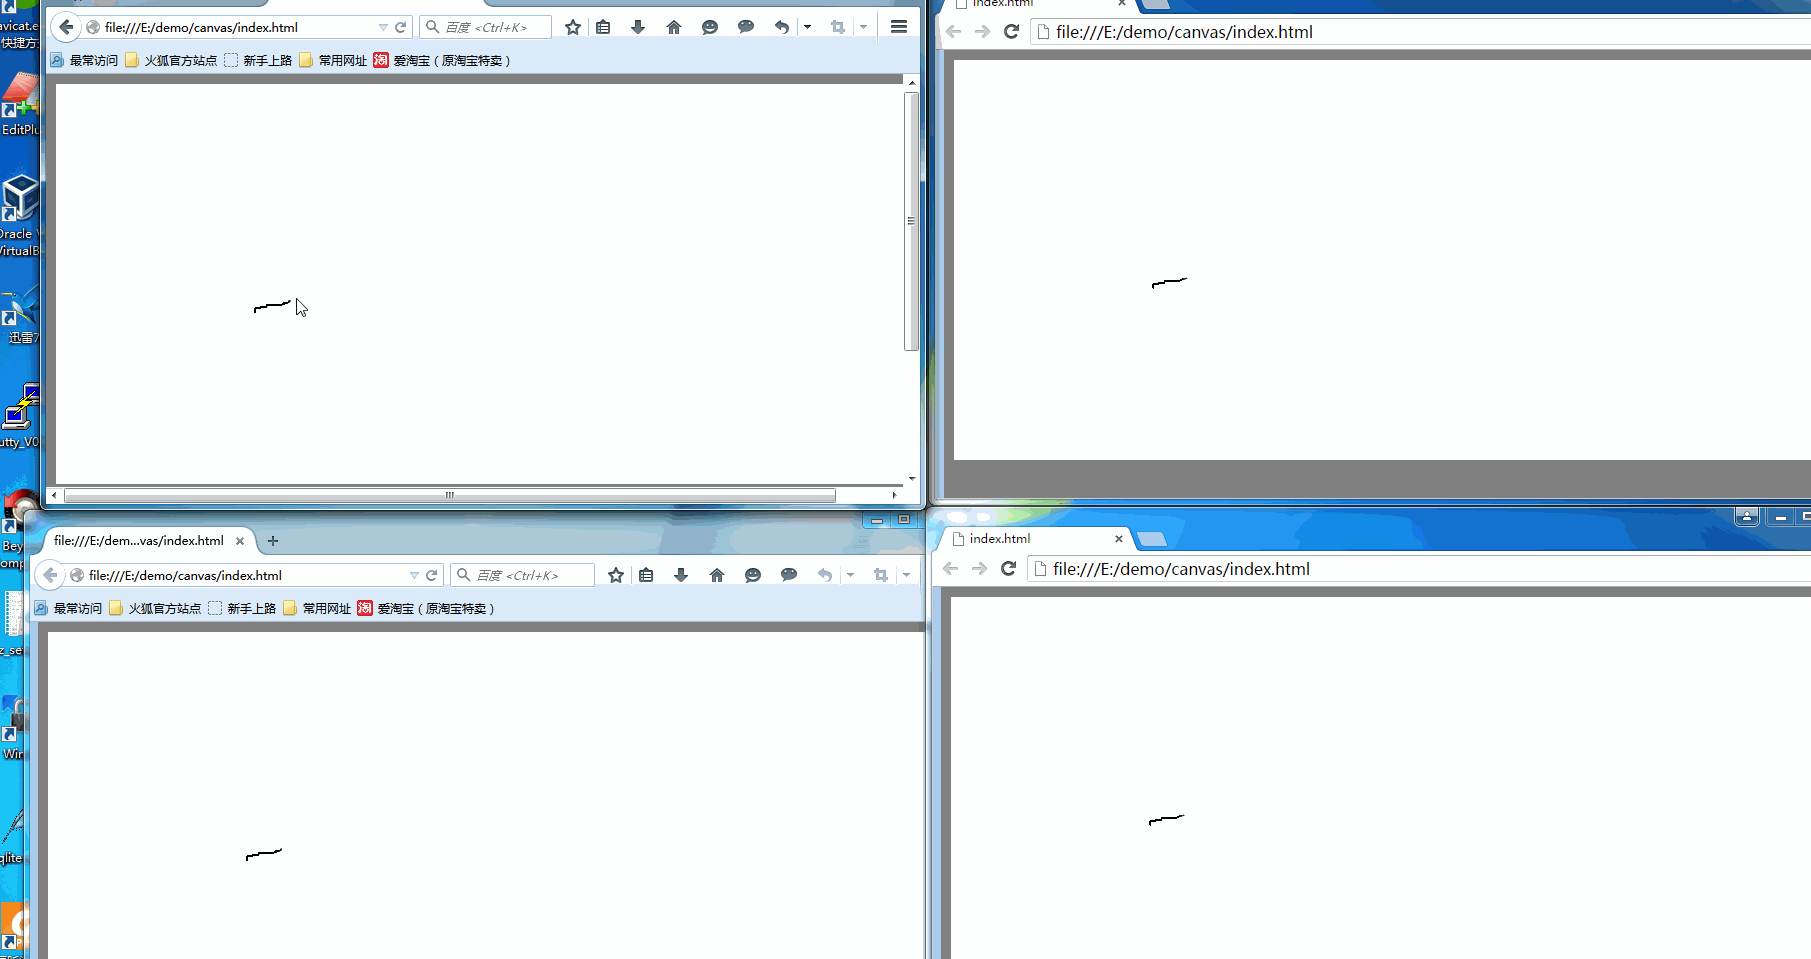 index.html
file:///E:/demo/canvas/index.html
百度 <Ctrl+K>
file:///E:/demo/canvas/index.html
最常访问
火狐官方站点
新手上路
常用网址
淘
爱淘宝（原淘宝特卖）
avicat.e
快捷方
EditPlu
Oracle
VirtualB
迅雷7
utty_V0
Bey
omp
z_se
Win
qlite
file:///E:/dem...vas/index.html
index.html
file:///E:/demo/canvas/index.html
百度 <Ctrl+K>
file:///E:/demo/canvas/index.html
最常访问
火狐官方站点
新手上路
常用网址
淘
爱淘宝（原淘宝特卖）